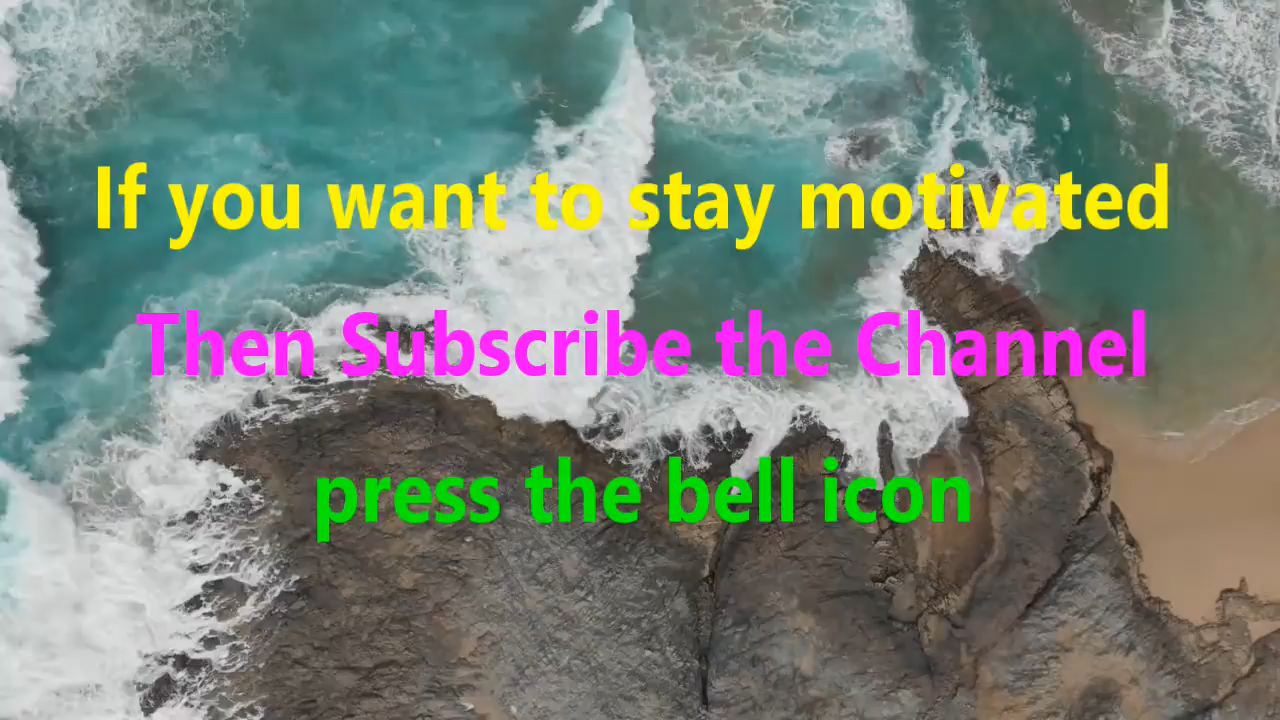 If you want to stay motivated
Then Subscribe the Channel
press the bell icon